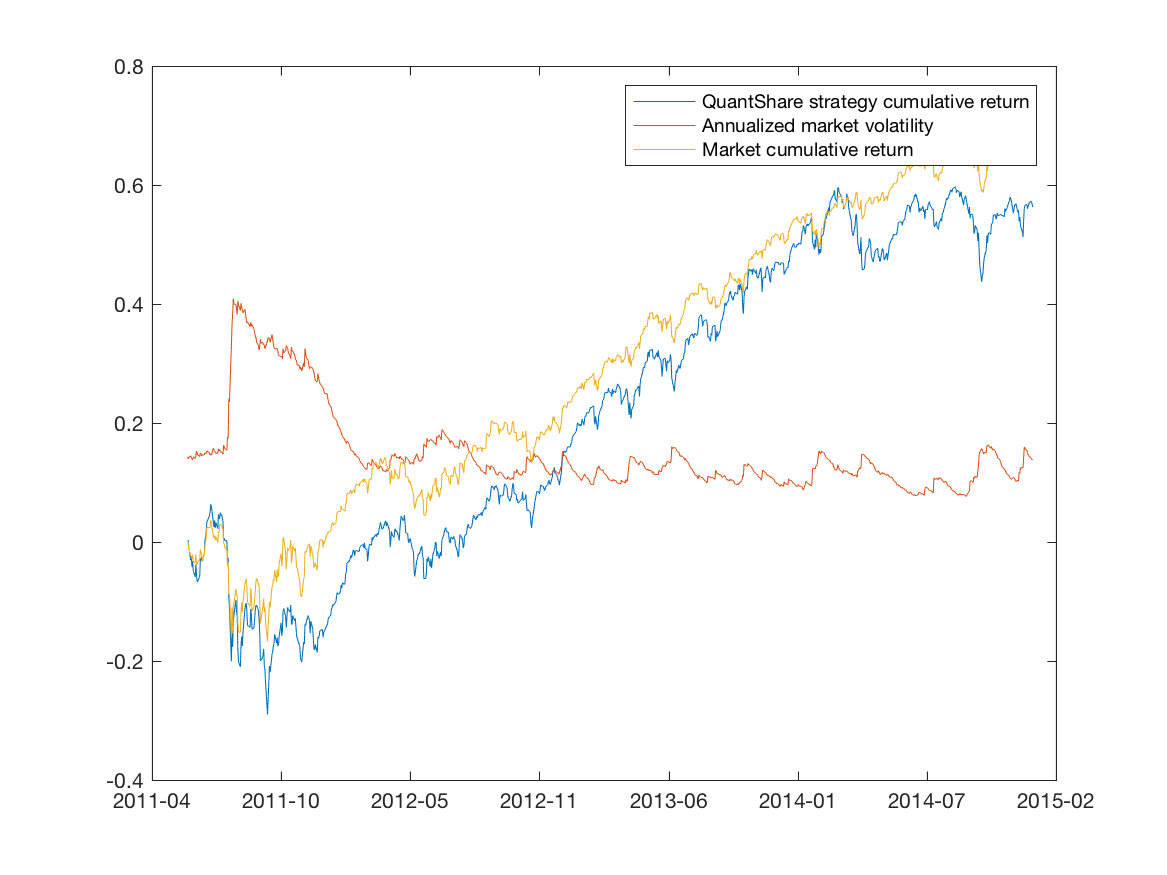 0.8
0.6
0.4
0.2
0
-0.2
-0.4
QuantShare strategy cumulative return
Annualized market volatility
Market cumulative return
2011-04 2011-10 2012-05 2012-11 2013-06 2014-01 2014-07 2015-02